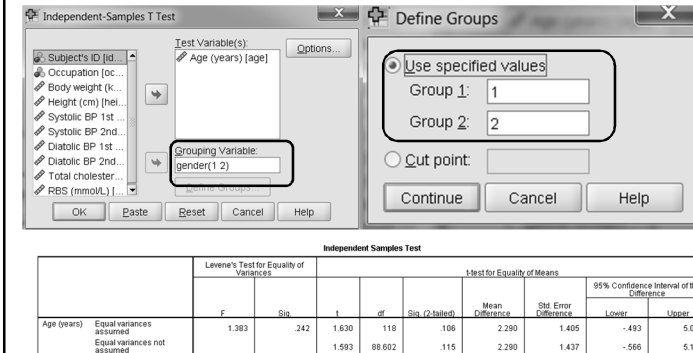 Independent-Samples T Test
Test Variable(s):
Subject's ID [id...
Occupation [oc...
Body weight (k...
Height (cm) [hei...
Systolic BP 1st ...
Systolic BP 2nd...
Diatolic BP 1st ...
Diatolic BP 2nd...
Total cholester...
RBS (mmol/L) [...
Age (years) [age]
Options...
Grouping Variable:
gender(1 2)
Define Groups...
OK Paste Reset Cancel Help
Define Groups
Use specified values
Group 1: 1
Group 2: 2
Cut point:
Continue Cancel Help
Independent Samples Test
Levene's Test for Equality of Variances
t-test for Equality of Means
95% Confidence Interval of the Difference
F Sig. t df Sig. (2-tailed) Mean Difference Std. Error Difference Lower Upper
Age (years) Equal variances assumed 1.383 .242 1.630 118 .106 2.290 1.405 -.493 5.0
Equal variances not assumed 1.593 88.602 .115 2.290 1.437 -.566 5.1